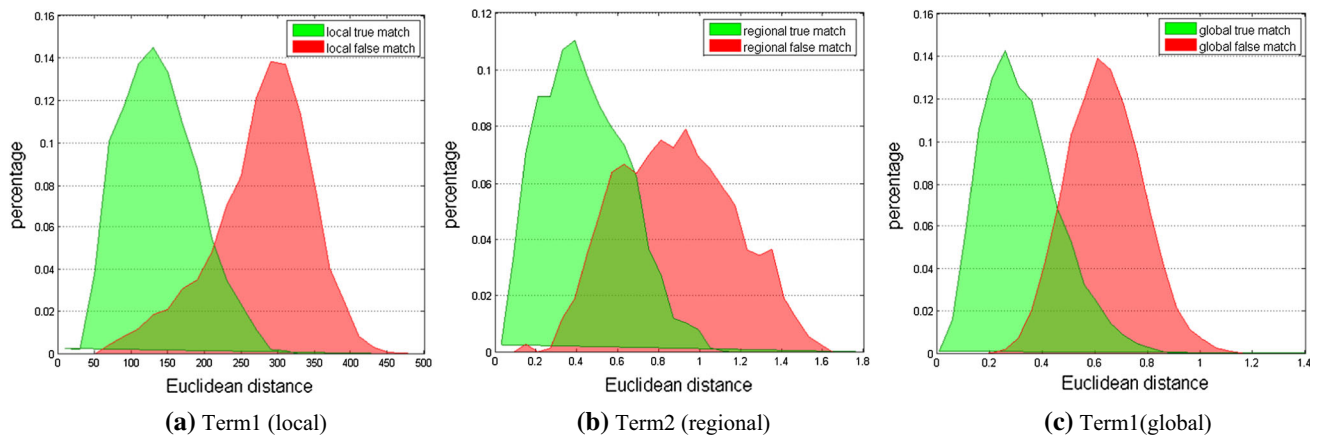 0.16
0.14
0.12
0.1
0.08
0.06
0.04
0.02
0
percentage
local true match
local false match
0 50 100 150 200 250 300 350 400 450 500
Euclidean distance
(a) Term1 (local)
0.12
0.1
0.08
0.06
0.04
0.02
0
percentage
regional true match
regional false match
0 0.2 0.4 0.6 0.8 1 1.2 1.4 1.6 1.8
Euclidean distance
(b) Term2 (regional)
0.16
0.14
0.12
0.1
0.08
0.06
0.04
0.02
0
percentage
global true match
global false match
0 0.2 0.4 0.6 0.8 1 1.2 1.4
Euclidean distance
(c) Term1(global)